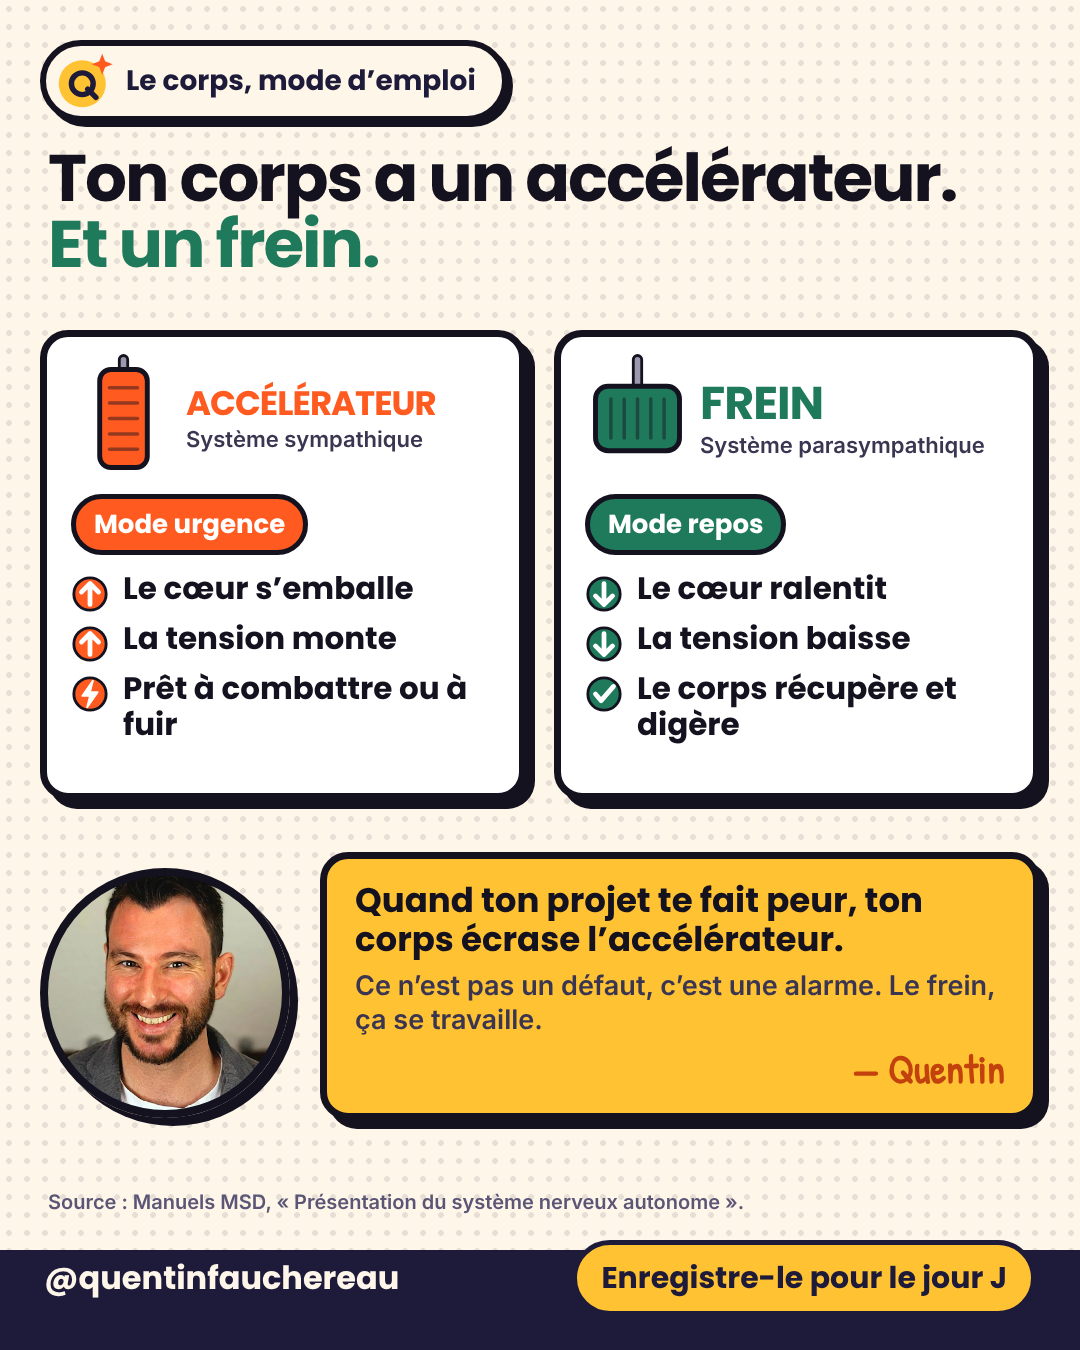 Q
Le corps, mode d’emploi
Ton corps a un accélérateur.
Et un frein.
ACCÉLÉRATEUR
Système sympathique
Mode urgence
Le cœur s’emballe
La tension monte
Prêt à combattre ou à
fuir
FREIN
Système parasympathique
Mode repos
Le cœur ralentit
La tension baisse
Le corps récupère et
digère
Quand ton projet te fait peur, ton
corps écrase l’accélérateur.
Ce n’est pas un défaut, c’est une alarme. Le frein,
ça se travaille.
— Quentin
Source : Manuels MSD, « Présentation du système nerveux autonome ».
@quentinfauchereau
Enregistre-le pour le jour J